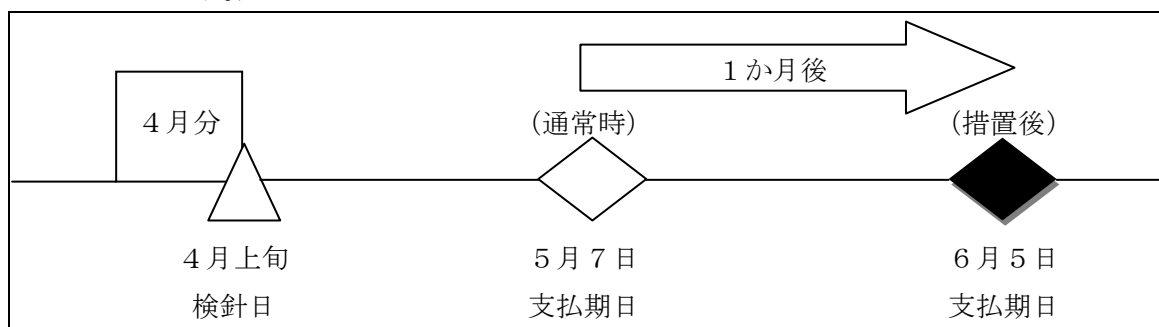 １か月後
４月分
（通常時）
（措置後）
４月上旬
５月７日
６月５日
検針日
支払期日
支払期日